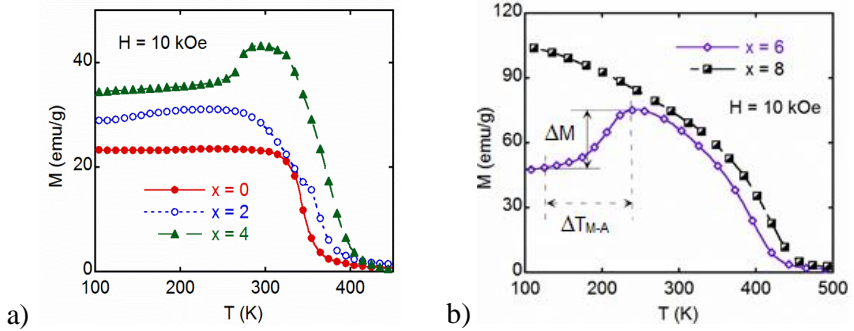 a)
H = 10 kOe
M (emu/g)
40
20
0
x = 0
x = 2
x = 4
100 200 300 400
T (K)
b)
M (emu/g)
120
90
60
30
0
x = 6
x = 8
H = 10 kOe
ΔM
ΔT_M-A
100 200 300 400 500
T (K)